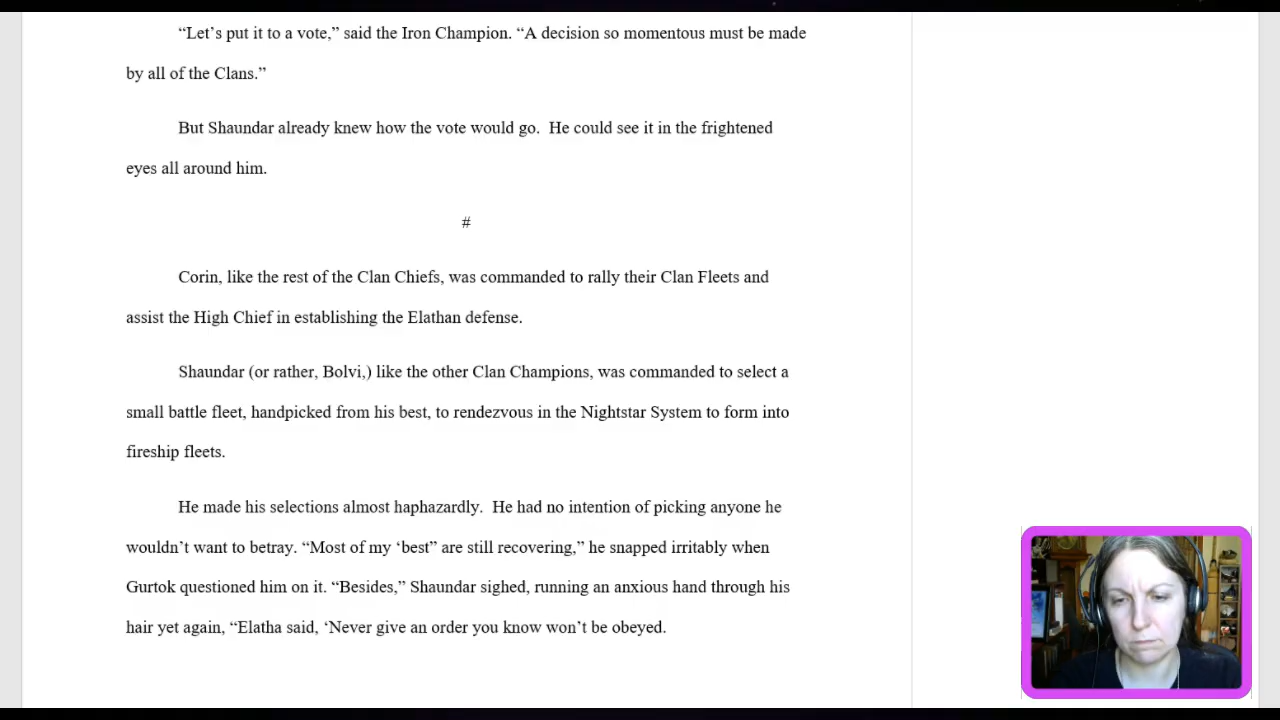 “Let’s put it to a vote,” said the Iron Champion. “A decision so momentous must be made
by all of the Clans.”
But Shaundar already knew how the vote would go.  He could see it in the frightened
eyes all around him.
#
Corin, like the rest of the Clan Chiefs, was commanded to rally their Clan Fleets and
assist the High Chief in establishing the Elathan defense.
Shaundar (or rather, Bolvi,) like the other Clan Champions, was commanded to select a
small battle fleet, handpicked from his best, to rendezvous in the Nightstar System to form into
fireship fleets.
He made his selections almost haphazardly.  He had no intention of picking anyone he
wouldn’t want to betray. “Most of my ‘best” are still recovering,” he snapped irritably when
Gurtok questioned him on it. “Besides,” Shaundar sighed, running an anxious hand through his
hair yet again, “Elatha said, ‘Never give an order you know won’t be obeyed.